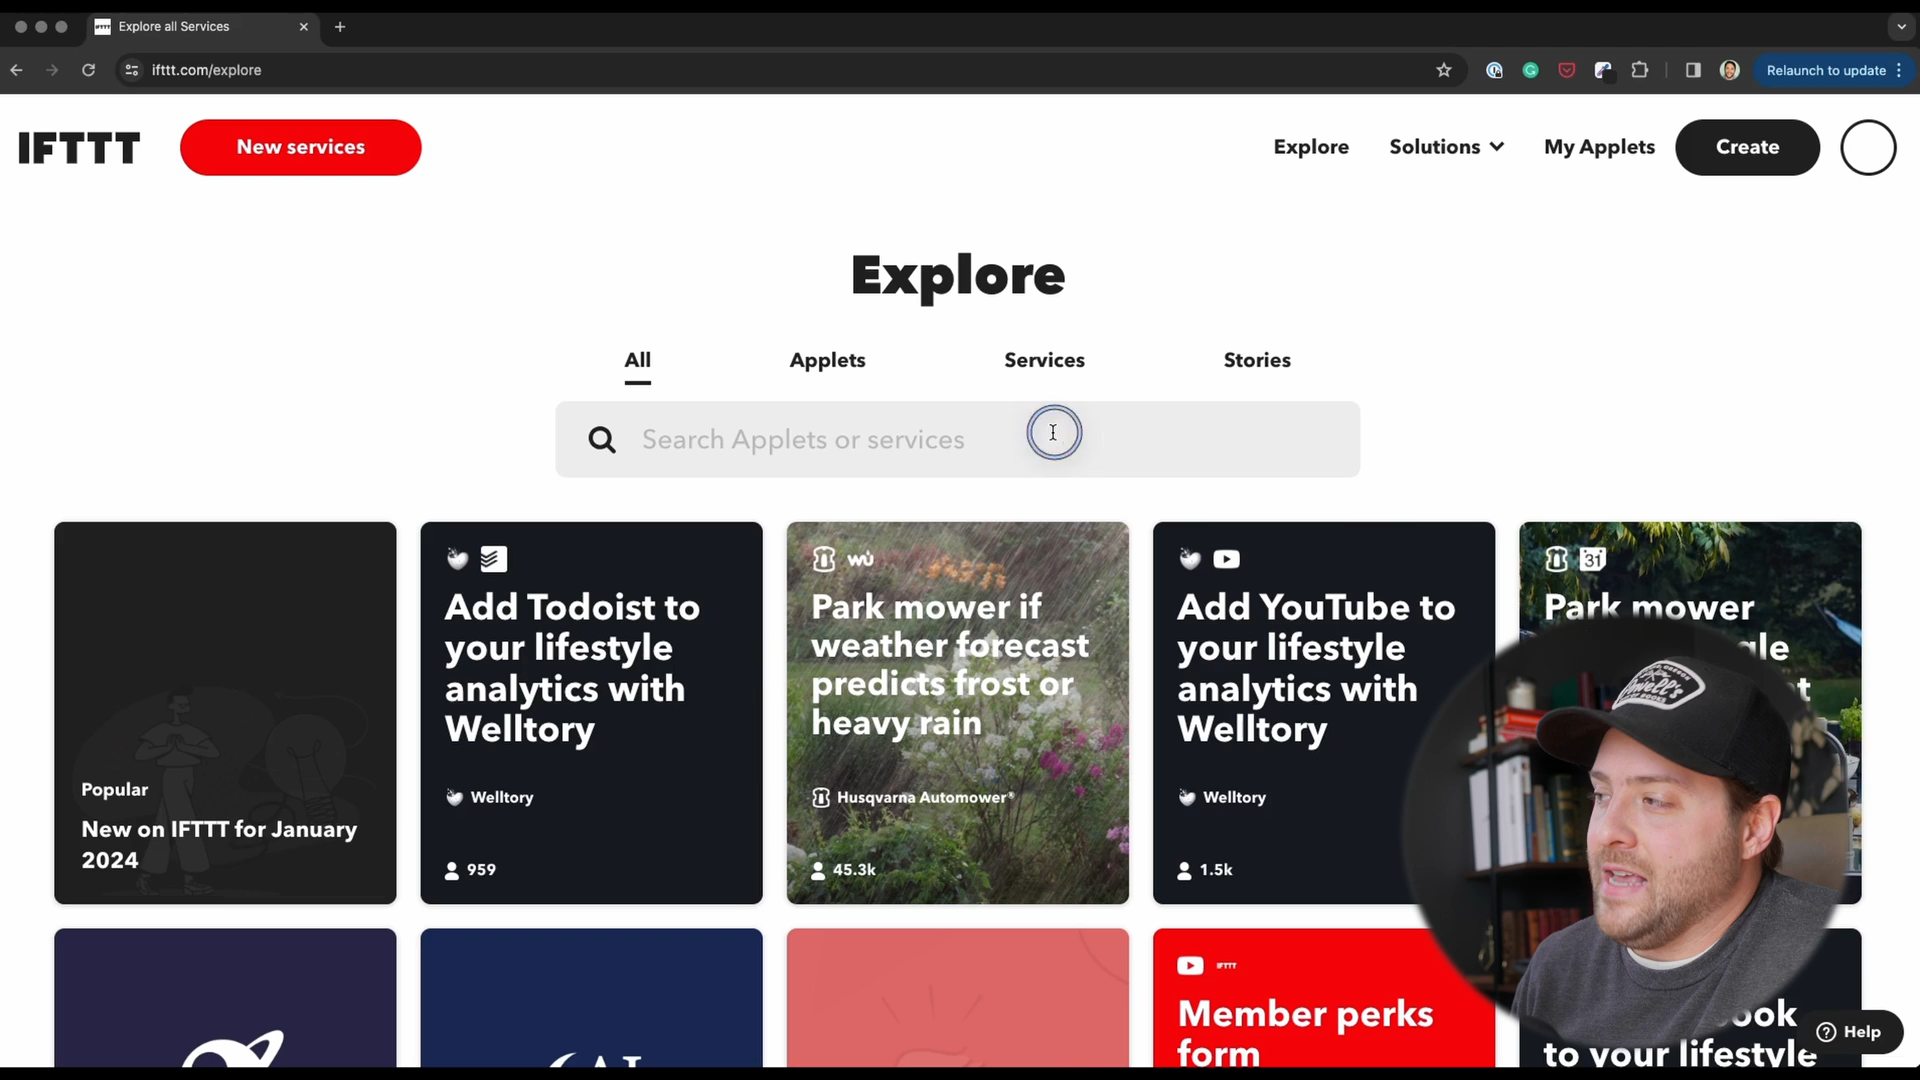 Explore all Services
ifttt.com/explore
Relaunch to update
IFTTT
New services
Explore
Solutions
My Applets
Create
Explore
All
Applets
Services
Stories
Search Applets or services
Popular
New on IFTTT for January
2024
Add Todoist to
your lifestyle
analytics with
Welltory
Welltory
959
wu
Park mower if
weather forecast
predicts frost or
heavy rain
Husqvarna Automower®
45.3k
Add YouTube to
your lifestyle
analytics with
Welltory
Welltory
1.5k
31
Park mower
IFTTT
Member perks
form
to your lifestyle
Help